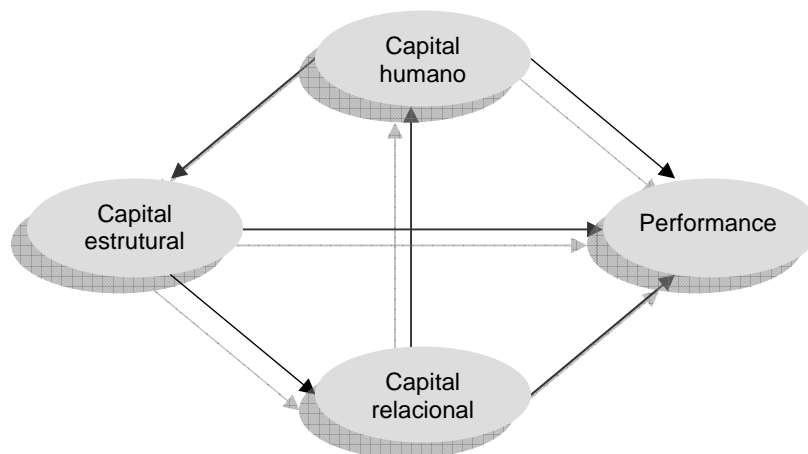 Capital
humano
Capital
estrutural
Performance
Capital
relacional